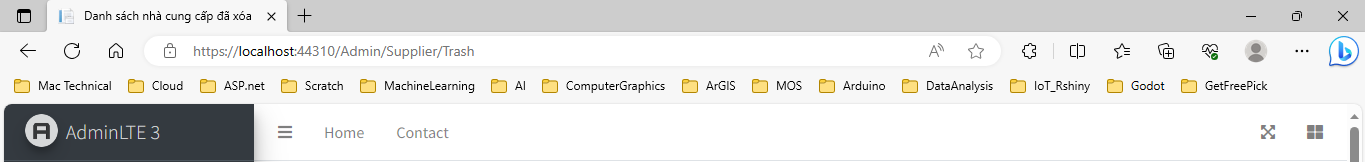 Danh sách nhà cung cấp đã xóa
https://localhost:44310/Admin/Supplier/Trash
Mac Technical Cloud ASP.net Scratch MachineLearning AI ComputerGraphics ArGIS MOS Arduino DataAnalysis IoT_Rshiny Godot GetFreePick
AdminLTE 3 Home Contact